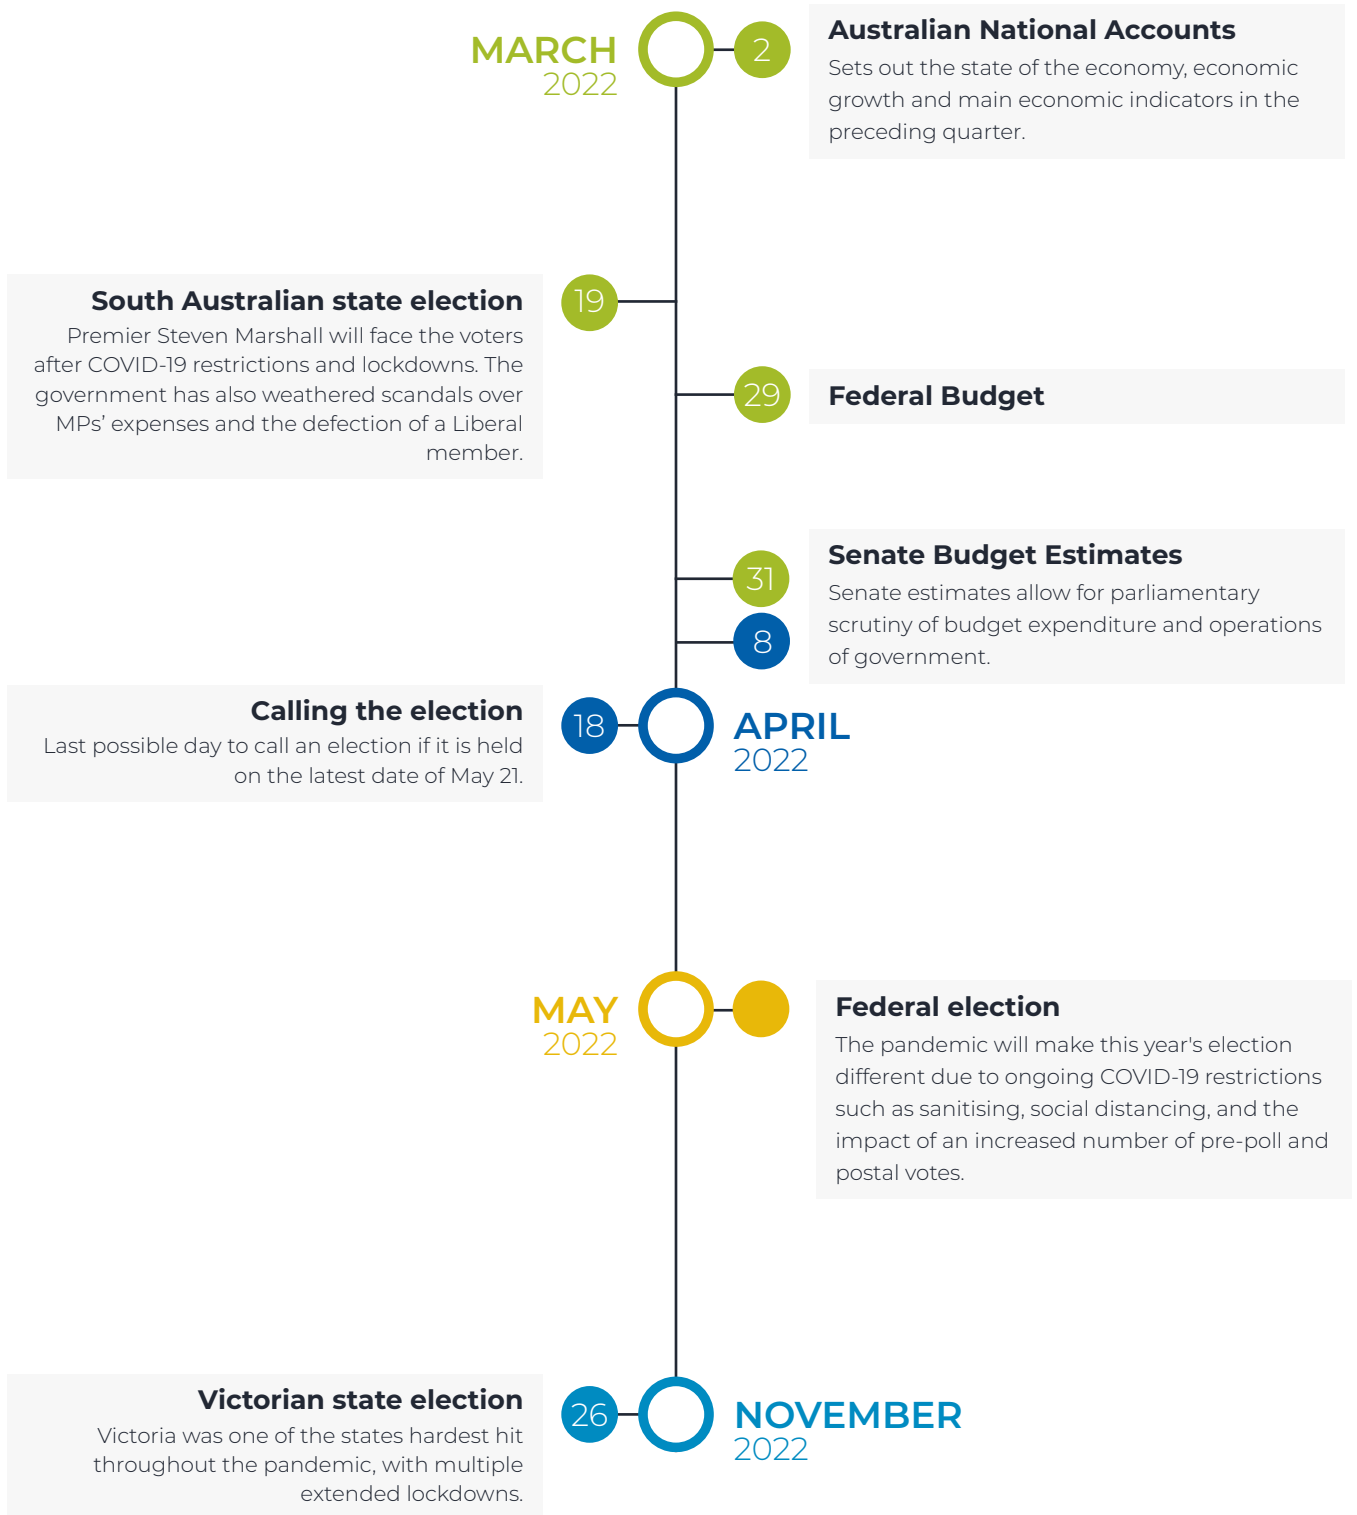 MARCH
2022
2
Australian National Accounts
Sets out the state of the economy, economic
growth and main economic indicators in the
preceding quarter.
South Australian state election
Premier Steven Marshall will face the voters
after COVID-19 restrictions and lockdowns. The
government has also weathered scandals over
MPs’ expenses and the defection of a Liberal
member.
19
29
Federal Budget
31
8
Senate Budget Estimates
Senate estimates allow for parliamentary
scrutiny of budget expenditure and operations
of government.
Calling the election
Last possible day to call an election if it is held
on the latest date of May 21.
18
APRIL
2022
MAY
2022
Federal election
The pandemic will make this year's election
different due to ongoing COVID-19 restrictions
such as sanitising, social distancing, and the
impact of an increased number of pre-poll and
postal votes.
Victorian state election
Victoria was one of the states hardest hit
throughout the pandemic, with multiple
extended lockdowns.
26
NOVEMBER
2022